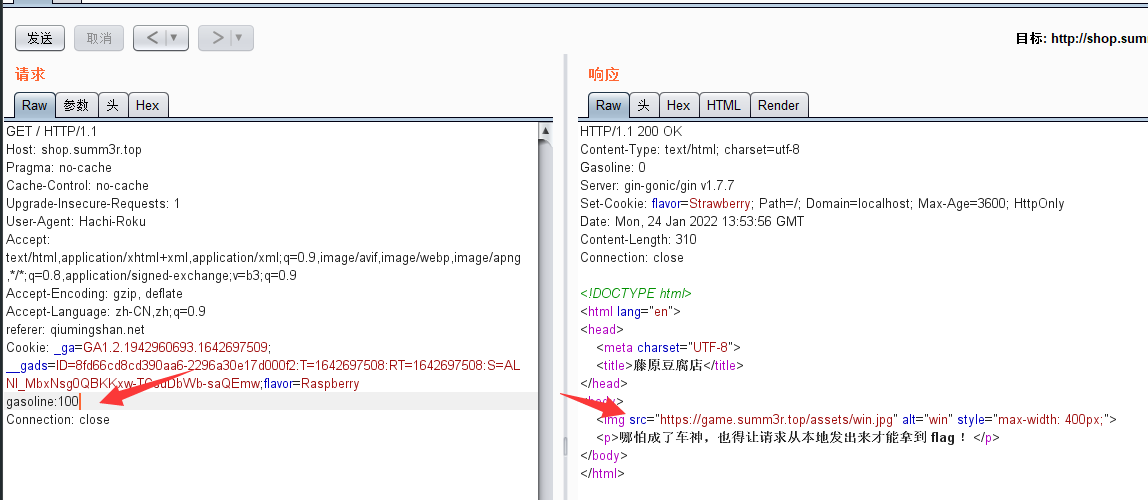 发送
取消
<
>
目标: http://shop.summ
请求
响应
Raw 参数 头 Hex
Raw 头 Hex HTML Render
GET / HTTP/1.1
Host: shop.summ3r.top
Pragma: no-cache
Cache-Control: no-cache
Upgrade-Insecure-Requests: 1
User-Agent: Hachi-Roku
Accept:
text/html,application/xhtml+xml,application/xml;q=0.9,image/avif,image/webp,image/apng
,*/*;q=0.8,application/signed-exchange;v=b3;q=0.9
Accept-Encoding: gzip, deflate
Accept-Language: zh-CN,zh;q=0.9
referer: qiumingshan.net
Cookie: _ga=GA1.2.1942960693.1642697509;
__gads=ID=8fd66cd8cd390aa6-2296a30e17d000f2:T=1642697508:RT=1642697508:S=AL
flavor=Raspberry
gasoline:100
Connection: close
HTTP/1.1 200 OK
Content-Type: text/html; charset=utf-8
Gasoline: 0
Server: gin-gonic/gin v1.7.7
Set-Cookie: flavor=Strawberry; Path=/; Domain=localhost; Max-Age=3600; HttpOnly
Date: Mon, 24 Jan 2022 13:53:56 GMT
Content-Length: 310
Connection: close
<!DOCTYPE html>
<html lang="en">
<head>
<meta charset="UTF-8">
<title>藤原豆腐店</title>
</head>
<body>
<img src="https://game.summ3r.top/assets/win.jpg" alt="win" style="max-width: 400px;">
<p>哪怕成了车神，也得让请求从本地发出来才能拿到 flag ！</p>
</body>
</html>